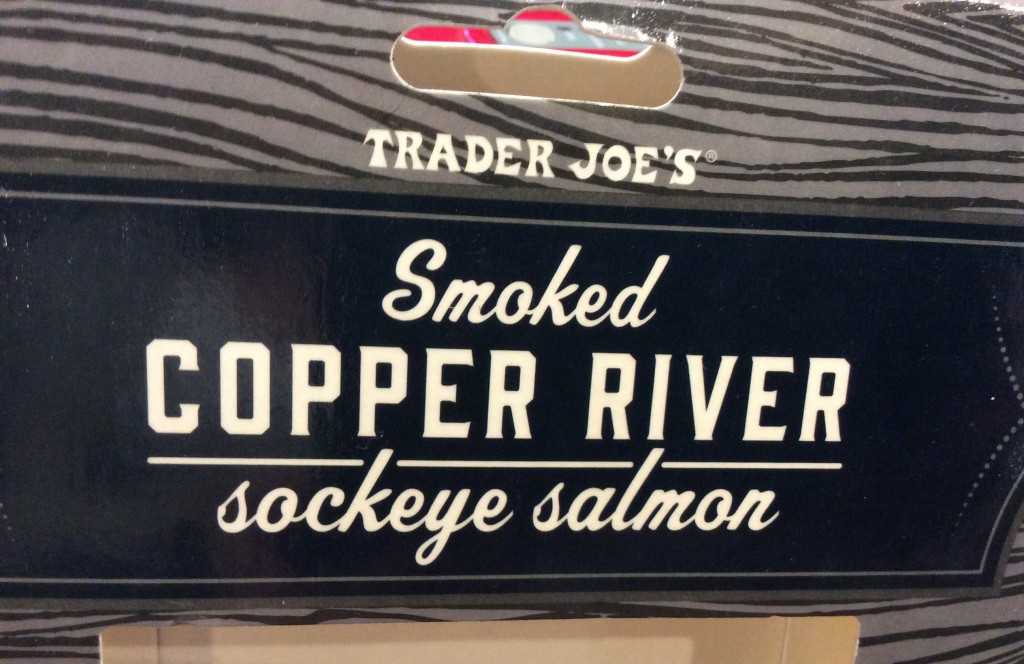 TRADER JOE'S®
Smoked
COPPER RIVER
sockeye salmon